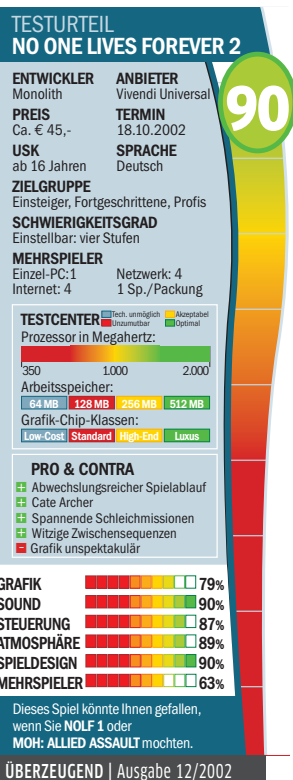 TESTURTEIL
NO ONE LIVES FOREVER 2
90
ENTWICKLER ANBIETER
Monolith Vivendi Universal
PREIS TERMIN
Ca. € 45,- 18.10.2002
USK SPRACHE
ab 16 Jahren Deutsch
ZIELGRUPPE
Einsteiger, Fortgeschrittene, Profis
SCHWIERIGKEITSGRAD
Einstellbar: vier Stufen
MEHRSPIELER
Einzel-PC:1 Netzwerk: 4
Internet: 4 1 Sp./Packung
TESTCENTER Tech. unmöglich Akzeptabel
Unzumutbar Optimal
Prozessor in Megahertz:
350 1.000 2.000
Arbeitsspeicher:
64 MB 128 MB 256 MB 512 MB
Grafik-Chip-Klassen:
Low-Cost Standard High-End Luxus
PRO & CONTRA
+ Abwechslungsreicher Spielablauf
+ Cate Archer
+ Spannende Schleichmissionen
+ Witzige Zwischensequenzen
- Grafik unspektakulär
GRAFIK 79%
SOUND 90%
STEUERUNG 87%
ATMOSPHÄRE 89%
SPIELDESIGN 90%
MEHRSPIELER 63%
Dieses Spiel könnte Ihnen gefallen,
wenn Sie NOLF 1 oder
MOH: ALLIED ASSAULT mochten.
ÜBERZEUGEND | Ausgabe 12/2002